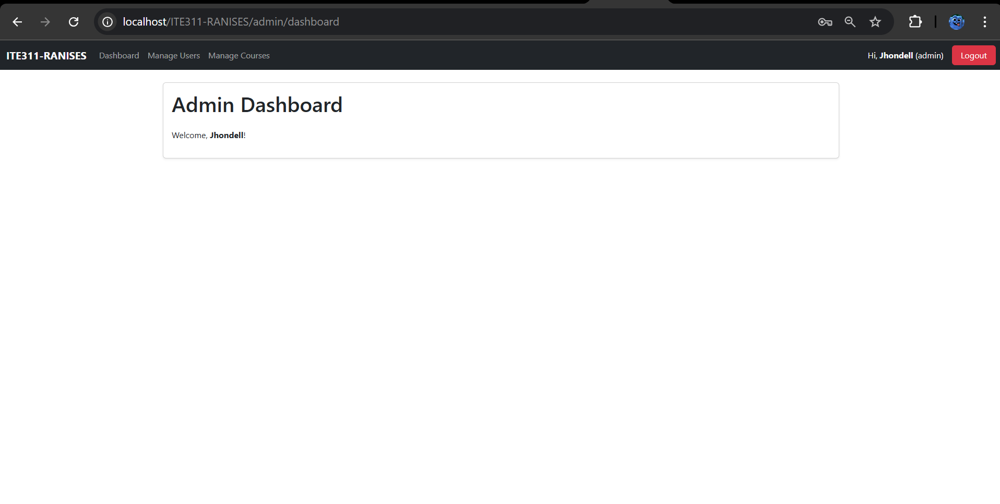 localhost/ITE311-RANISES/admin/dashboard
ITE311-RANISES Dashboard Manage Users Manage Courses Hi, Jhondell (admin) Logout
Admin Dashboard
Welcome, Jhondell!